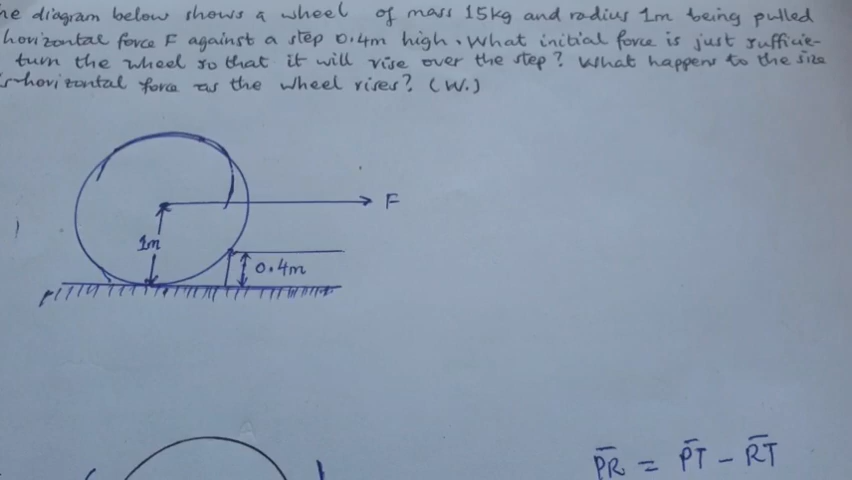 he diagram below shows a wheel of mass 15kg and radius 1m being pulled
horizontal force F against a step 0.4m high. What initial force is just sufficie-
turn the wheel so that it will rise over the step? What happens to the size
horizontal force as the wheel rises? (W.)
F
1m
0.4m
PR = PT - RT